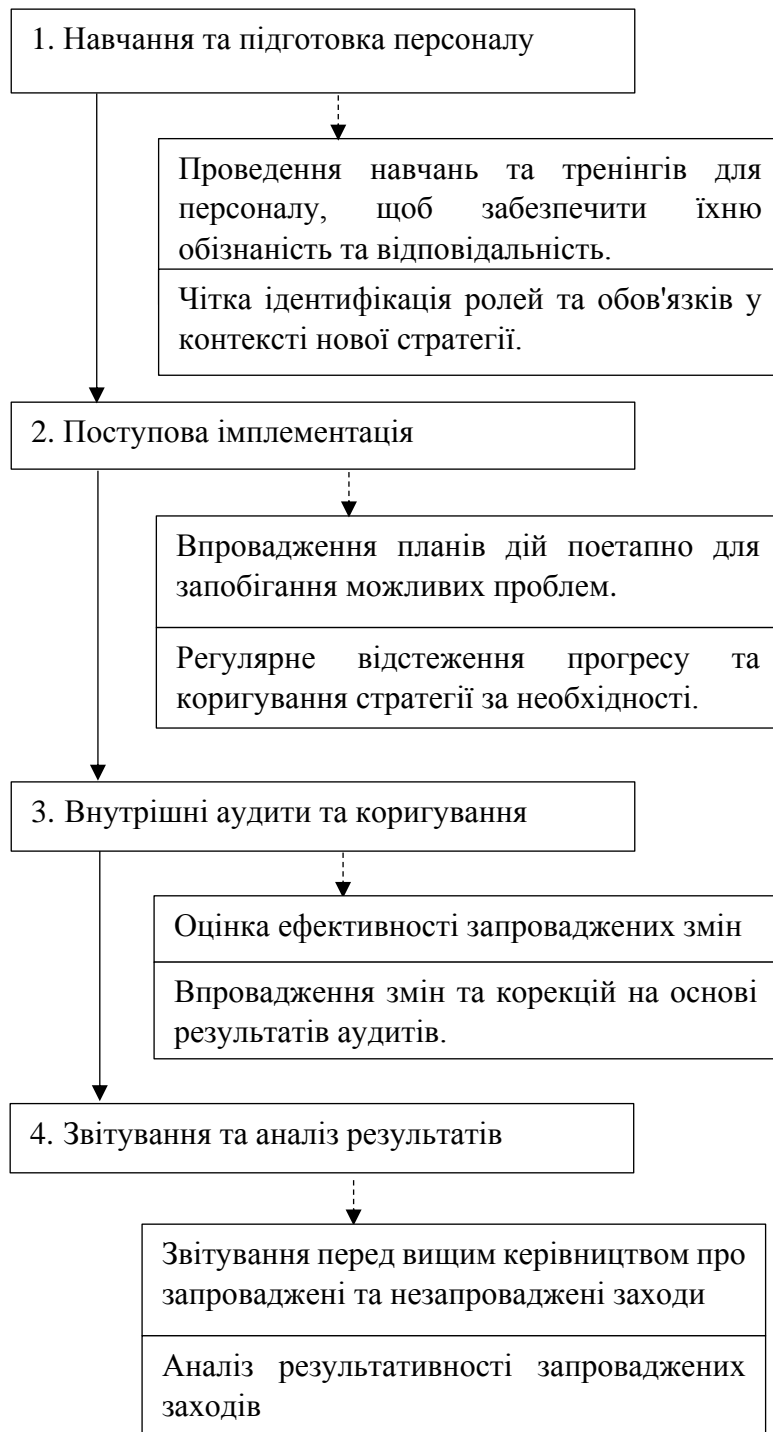 1. Навчання та підготовка персоналу
Проведення навчань та тренінгів для
персоналу, щоб забезпечити їхню
обізнаність та відповідальність.
Чітка ідентифікація ролей та обов'язків у
контексті нової стратегії.
2. Поступова імплементація
Впровадження планів дій поетапно для
запобігання можливих проблем.
Регулярне відстеження прогресу та
коригування стратегії за необхідності.
3. Внутрішні аудити та коригування
Оцінка ефективності запроваджених змін
Впровадження змін та корекцій на основі
результатів аудитів.
4. Звітування та аналіз результатів
Звітування перед вищим керівництвом про
запроваджені та незапроваджені заходи
Аналіз результативності запроваджених
заходів